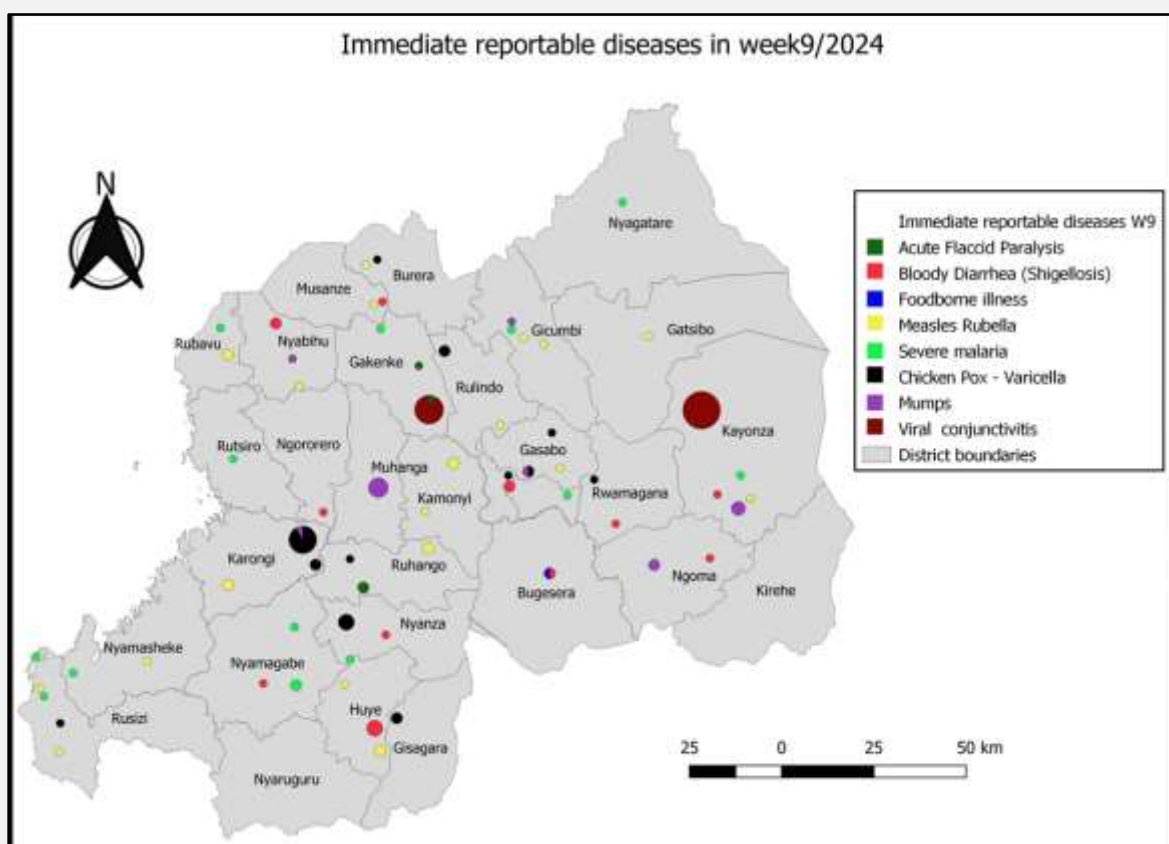 Immediate reportable diseases in week9/2024
N
Nyagatare
Burera
Musanze
Gicumbi
Gatsibo
Rubavu
Nyabihu
Gakenke
Rulindo
Kayonza
Rutsiro
Ngororero
Gasabo
Muhanga
Kamonyi
Rwamagana
Karongi
Ruhango
Ngoma
Bugesera
Kirehe
Nyanza
Nyamasheke
Nyamagabe
Huye
Rusizi
Gisagara
Nyaruguru
Immediate reportable diseases W9
Acute Flaccid Paralysis
Bloody Diarrhea (Shigellosis)
Foodborne illness
Measles Rubella
Severe malaria
Chicken Pox - Varicella
Mumps
Viral conjunctivitis
District boundaries
25 0 25 50 km